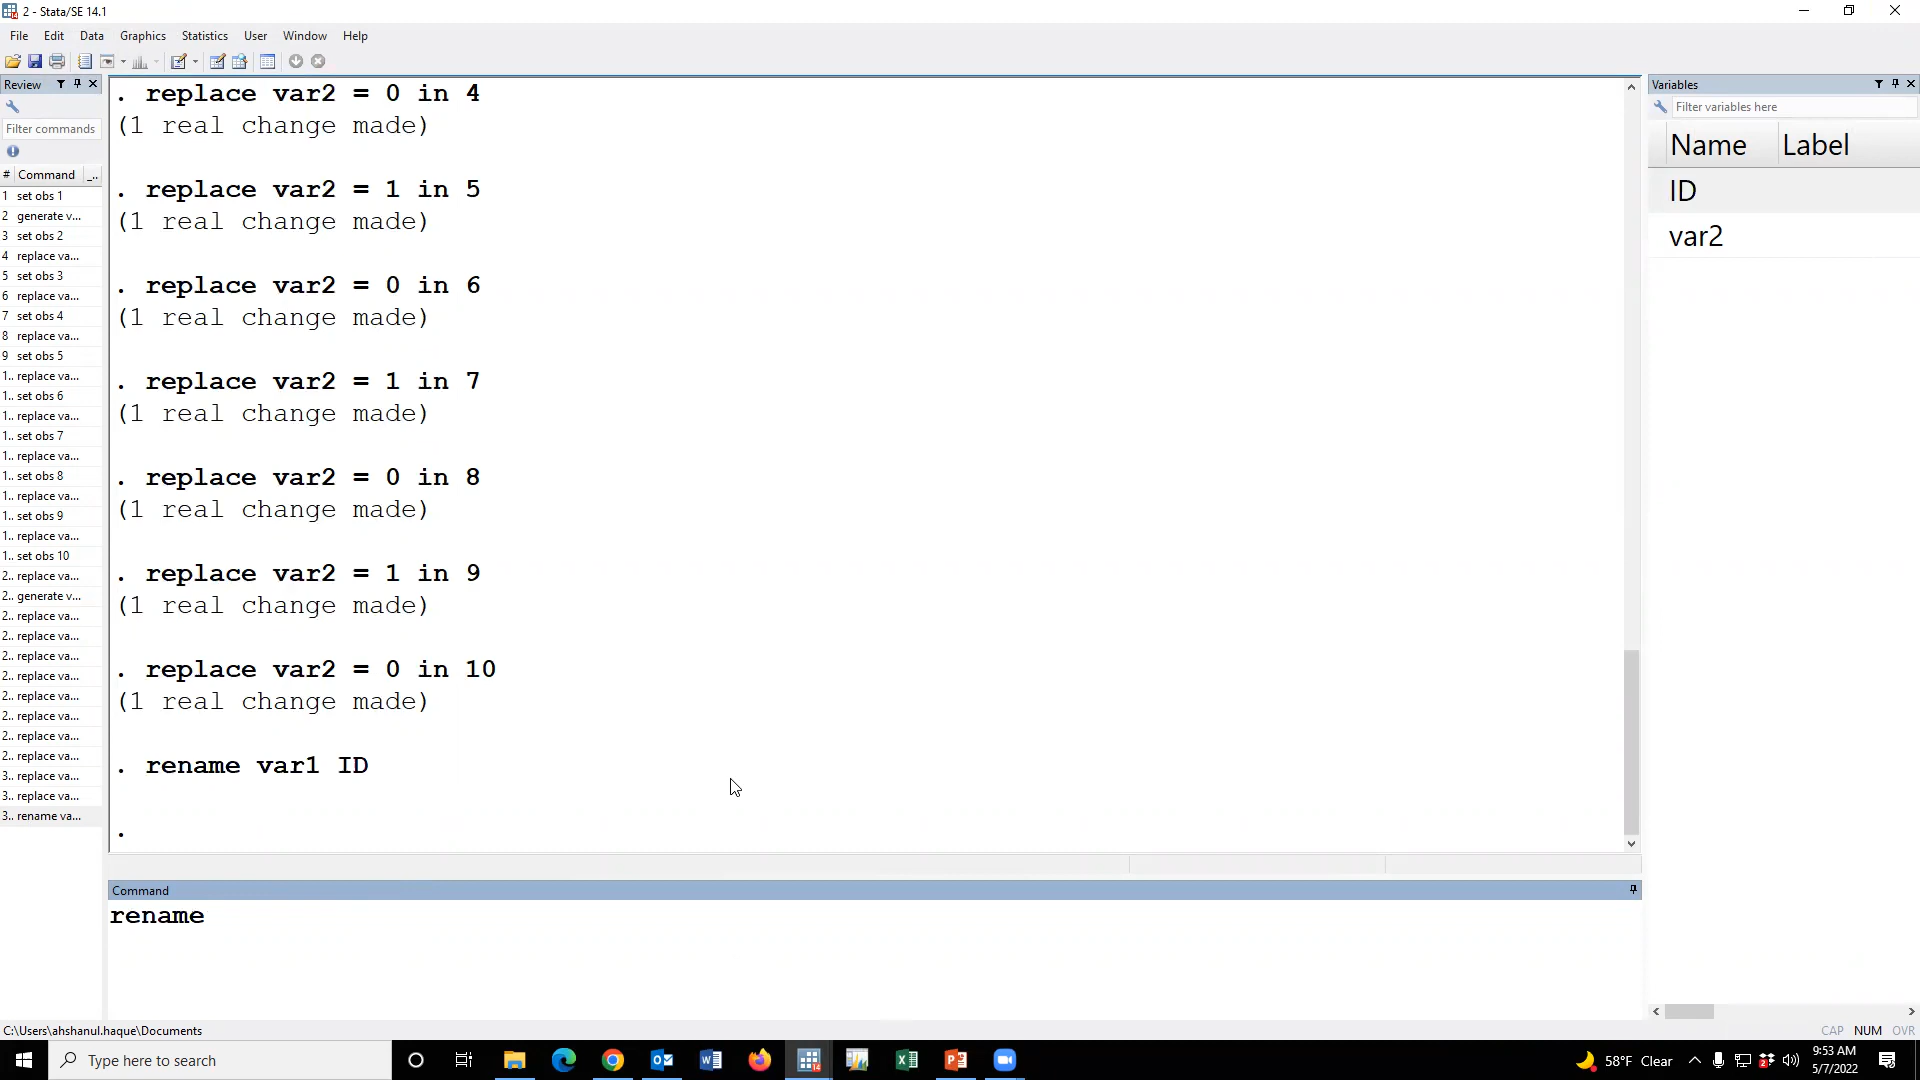 2 - Stata/SE 14.1
File Edit Data Graphics Statistics User Window Help
Review
Filter commands
# Command _..
1 set obs 1
2 generate v...
3 set obs 2
4 replace va...
5 set obs 3
6 replace va...
7 set obs 4
8 replace va...
9 set obs 5
1.. replace va...
1.. set obs 6
1.. replace va...
1.. set obs 7
1.. replace va...
1.. set obs 8
1.. replace va...
1.. set obs 9
1.. replace va...
1.. set obs 10
2.. replace va...
2.. generate v...
2.. replace va...
2.. replace va...
2.. replace va...
2.. replace va...
2.. replace va...
2.. replace va...
2.. replace va...
2.. replace va...
3.. replace va...
3.. replace va...
3.. rename va...
. replace var2 = 0 in 4
(1 real change made)
. replace var2 = 1 in 5
(1 real change made)
. replace var2 = 0 in 6
(1 real change made)
. replace var2 = 1 in 7
(1 real change made)
. replace var2 = 0 in 8
(1 real change made)
. replace var2 = 1 in 9
(1 real change made)
. replace var2 = 0 in 10
(1 real change made)
. rename var1 ID
.
Command
rename
Variables
Filter variables here
Name Label
ID
var2
C:\Users\ahshanul.haque\Documents
CAP NUM OVR
Type here to search
58°F Clear
9:53 AM
5/7/2022